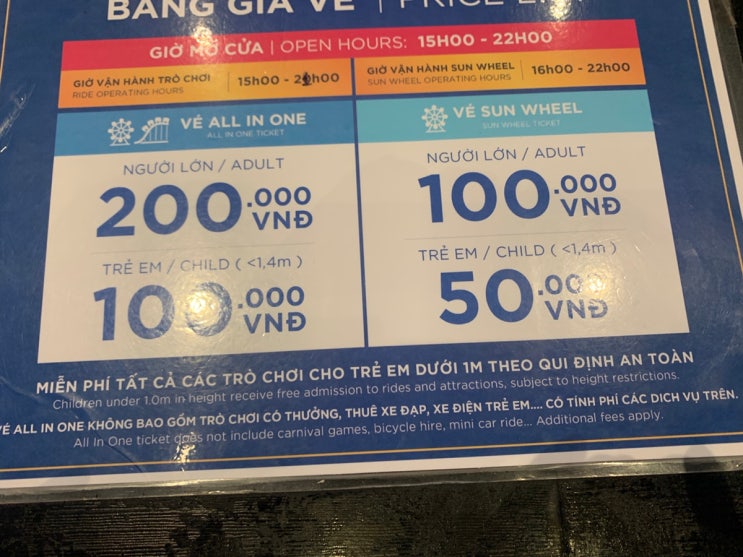 BẢNG GIÁ VÉ | PRICE
GIỜ MỞ CỬA | OPEN HOURS: 15H00 - 22H00
GIỜ VẬN HÀNH TRÒ CHƠI
RIDE OPERATING HOURS
15h00 - 2h00
GIỜ VẬN HÀNH SUN WHEEL
SUN WHEEL OPERATING HOURS
16h00 - 22h00
VÉ ALL IN ONE
ALL IN ONE TICKET
NGƯỜI LỚN / ADULT
200.000
VNĐ
TRẺ EM / CHILD ( <1,4m )
100.000
VNĐ
VÉ SUN WHEEL
SUN WHEEL TICKET
NGƯỜI LỚN / ADULT
100.000
VNĐ
TRẺ EM / CHILD ( <1,4m )
50.000
VNĐ
MIỄN PHÍ TẤT CẢ CÁC TRÒ CHƠI CHO TRẺ EM DƯỚI 1M THEO QUI ĐỊNH AN TOÀN
Children under 1.0m in height receive free admission to rides and attractions, subject to height restrictions.
VÉ ALL IN ONE KHÔNG BAO GỒM TRÒ CHƠI CÓ THƯỞNG, THUÊ XE ĐẠP, XE ĐIỆN TRẺ EM.... CÓ TÍNH PHÍ CÁC DỊCH VỤ TRÊN.
All In One ticket does not include carnival games, bicycle hire, mini car ride... Additional fees apply.